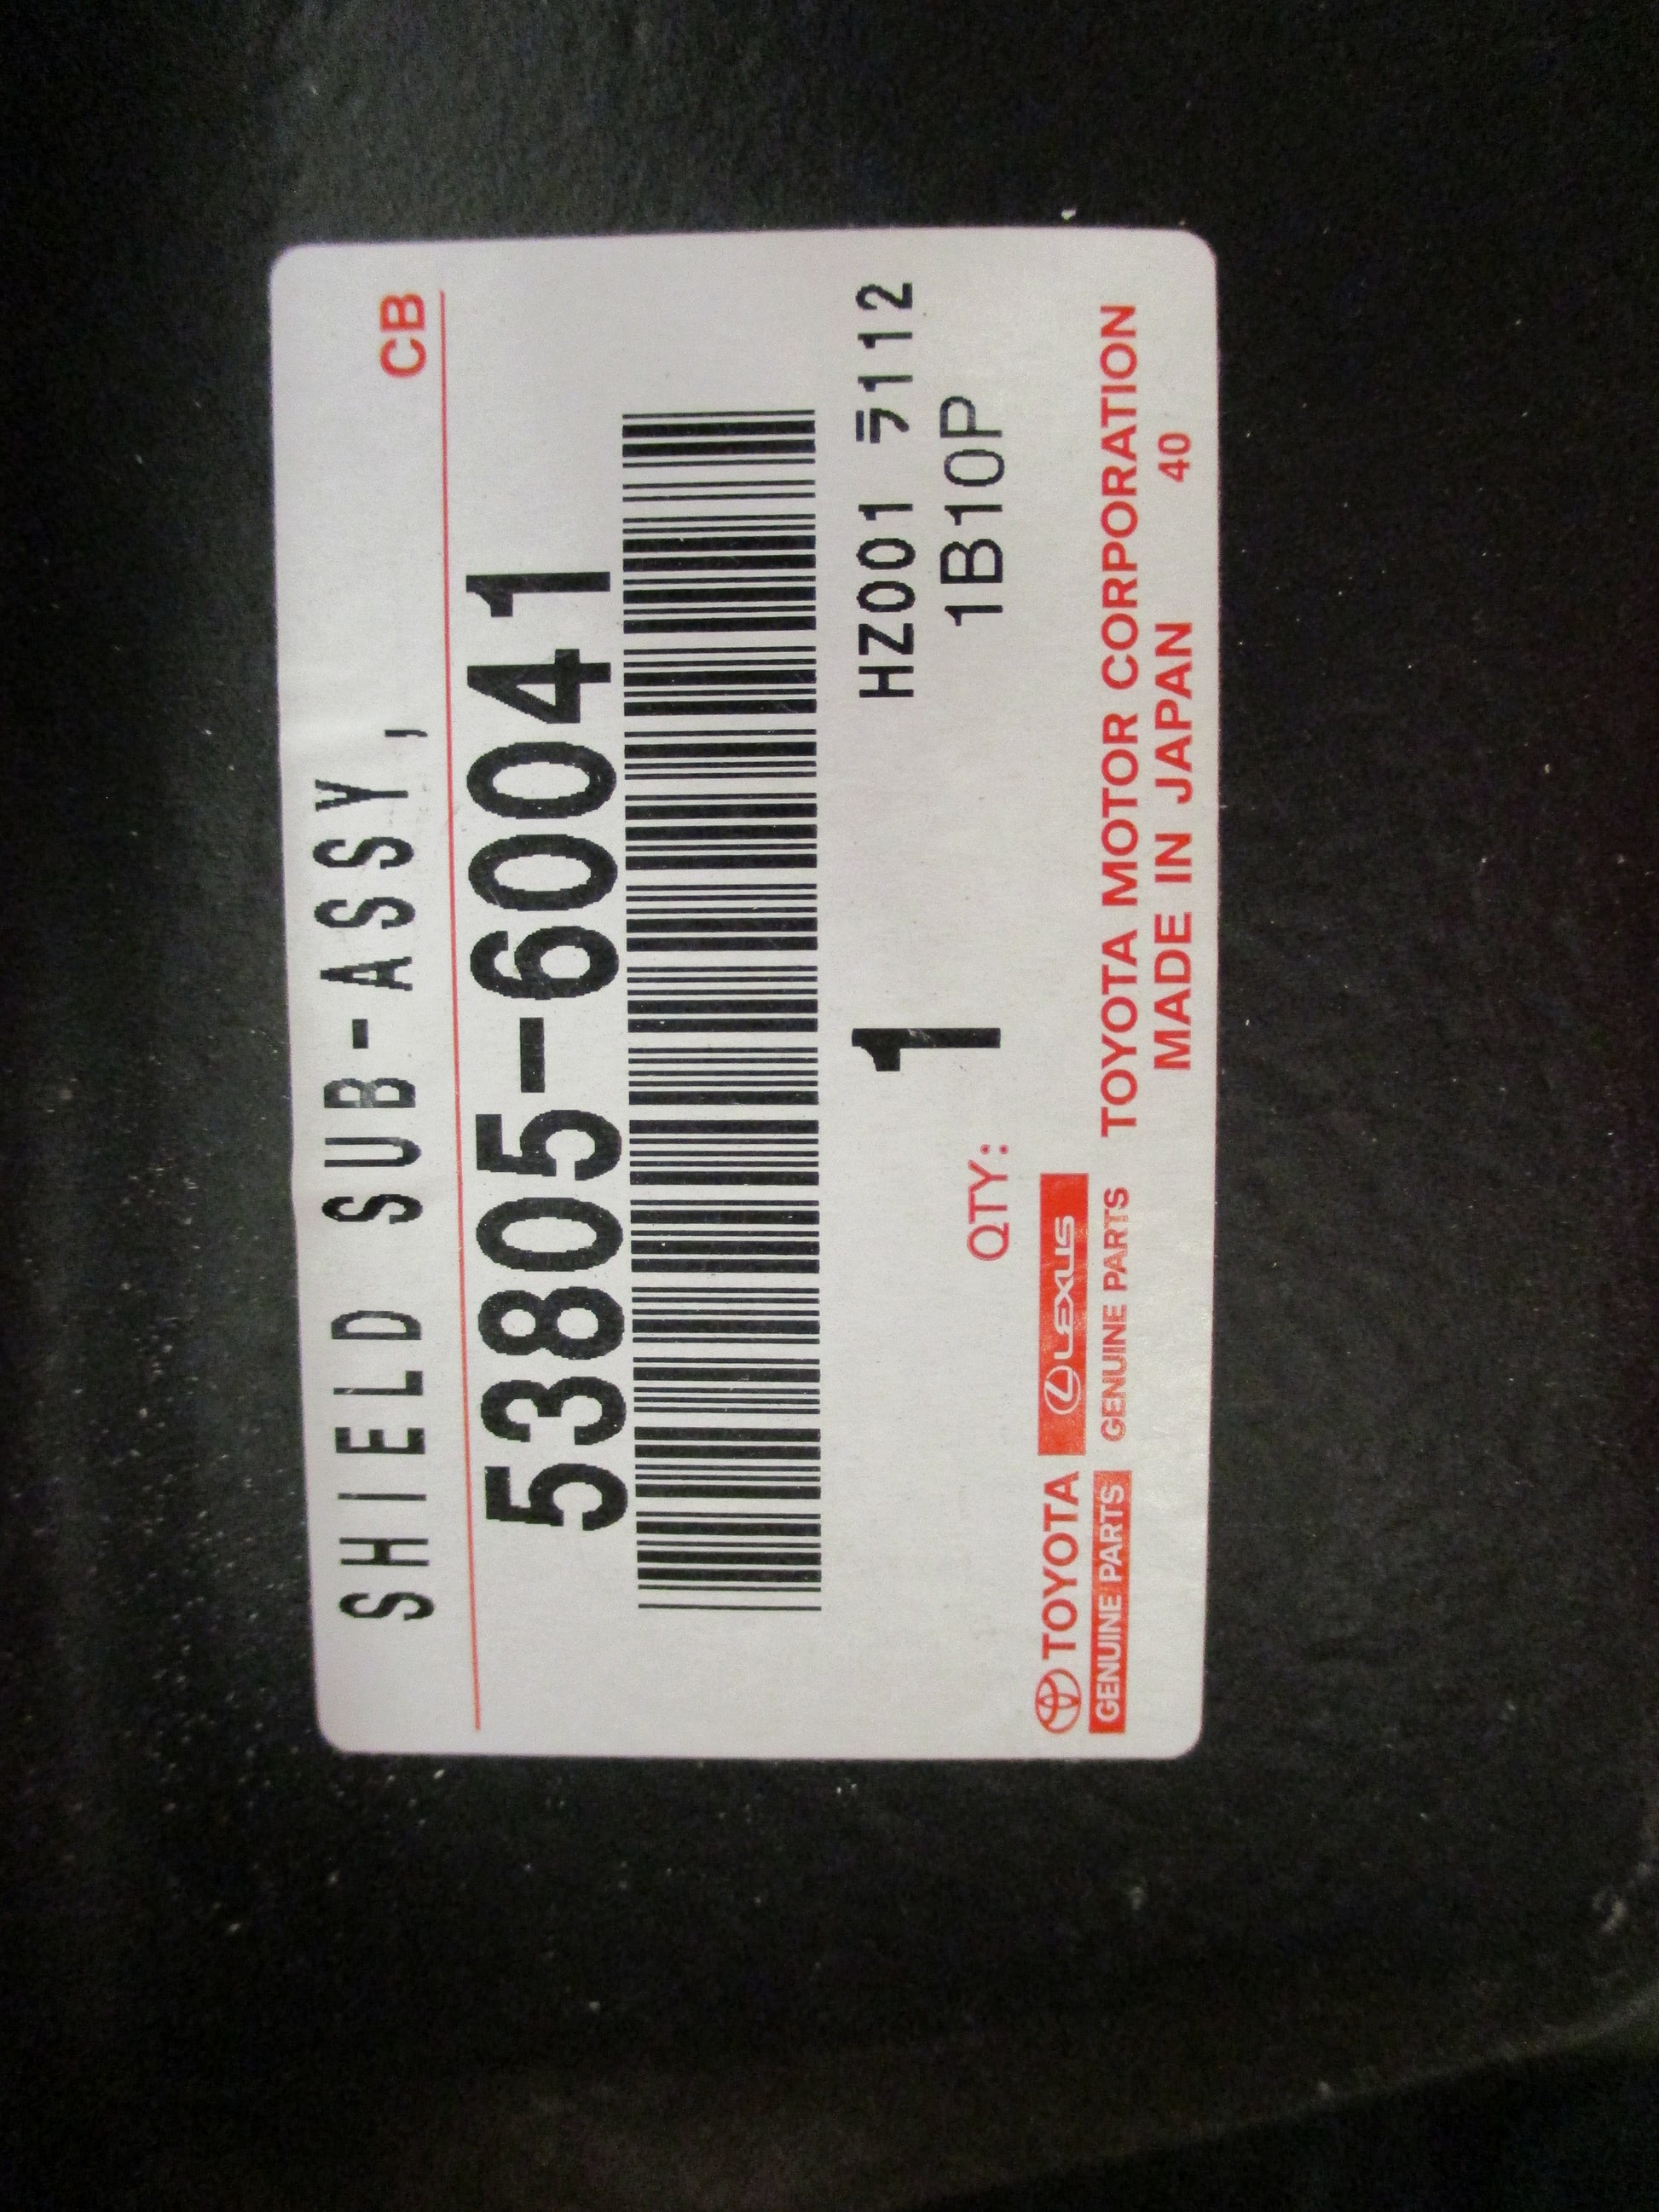 SHIELD SUB-ASSY,
CB
53805-60041
HZ001 ラ112
1B10P
QTY: 1
TOYOTA LEXUS
GENUINE PARTS GENUINE PARTS
TOYOTA MOTOR CORPORATION
MADE IN JAPAN 40